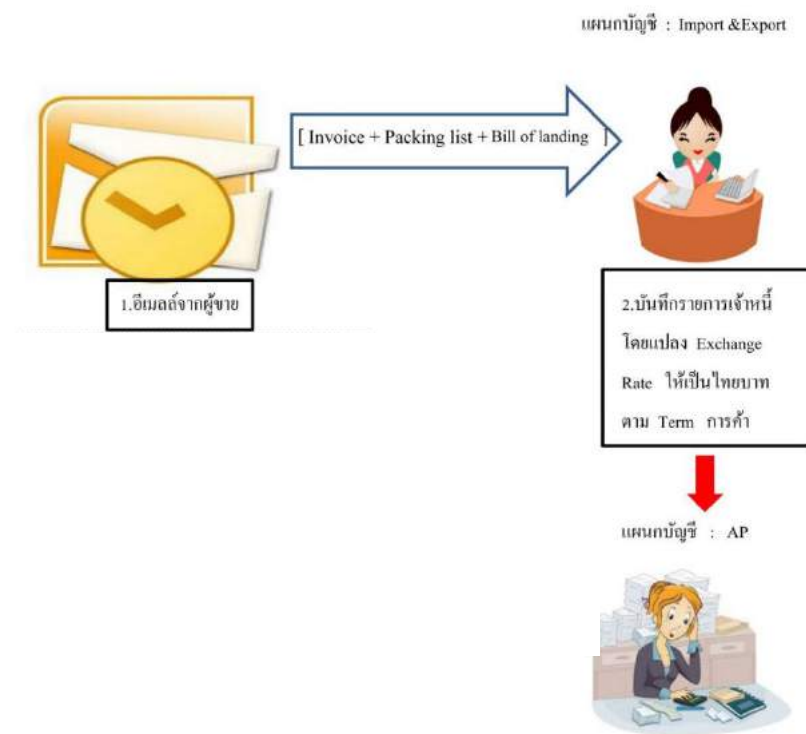 แผนกบัญชี : Import &Export
[ Invoice + Packing list + Bill of landing ]
1.อีเมลล์จากผู้ขาย
2.บันทึกรายการเจ้าหนี้
โดยแปลง Exchange
Rate ให้เป็นไทยบาท
ตาม Term การค้า
แผนกบัญชี : AP